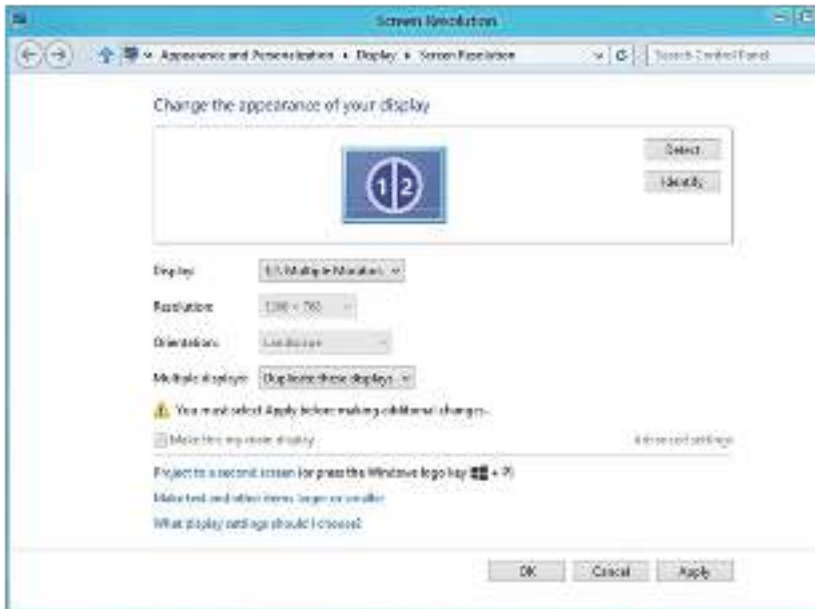 Screen Resolution
Appearance and Personalization Display Screen Resolution
Search Control Panel
Change the appearance of your display
1 2
Detect
Identify
Display: Multiple Monitors
Resolution:
Orientation: Landscape
Multiple displays: Duplicate these displays
You must select Apply before making additional changes.
Make this my main display
Advanced settings
Project to a second screen (or press the Windows logo key + P)
Make text and other items larger or smaller
What display settings should I choose?
OK Cancel Apply